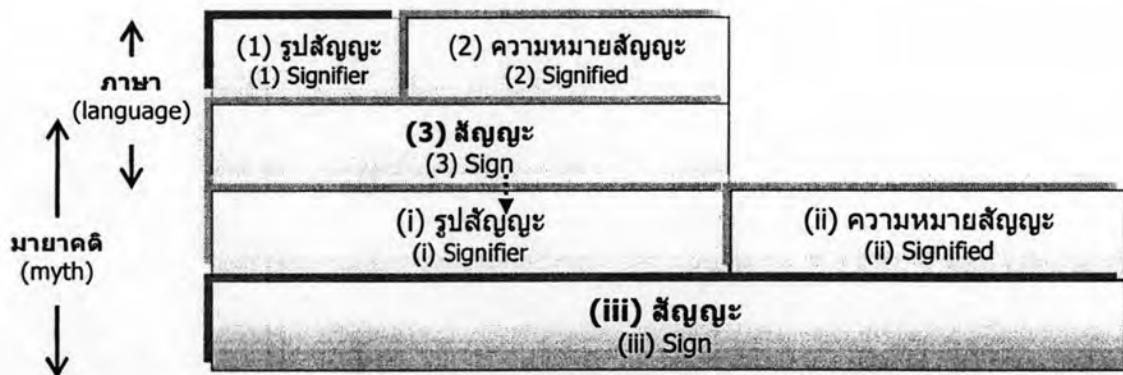 (1) รูปสัญญะ
(1) Signifier
(2) ความหมายสัญญะ
(2) Signified
ภาษา
(language)
(3) สัญญะ
(3) Sign
(i) รูปสัญญะ
(i) Signifier
(ii) ความหมายสัญญะ
(ii) Signified
มายาคติ
(myth)
(iii) สัญญะ
(iii) Sign